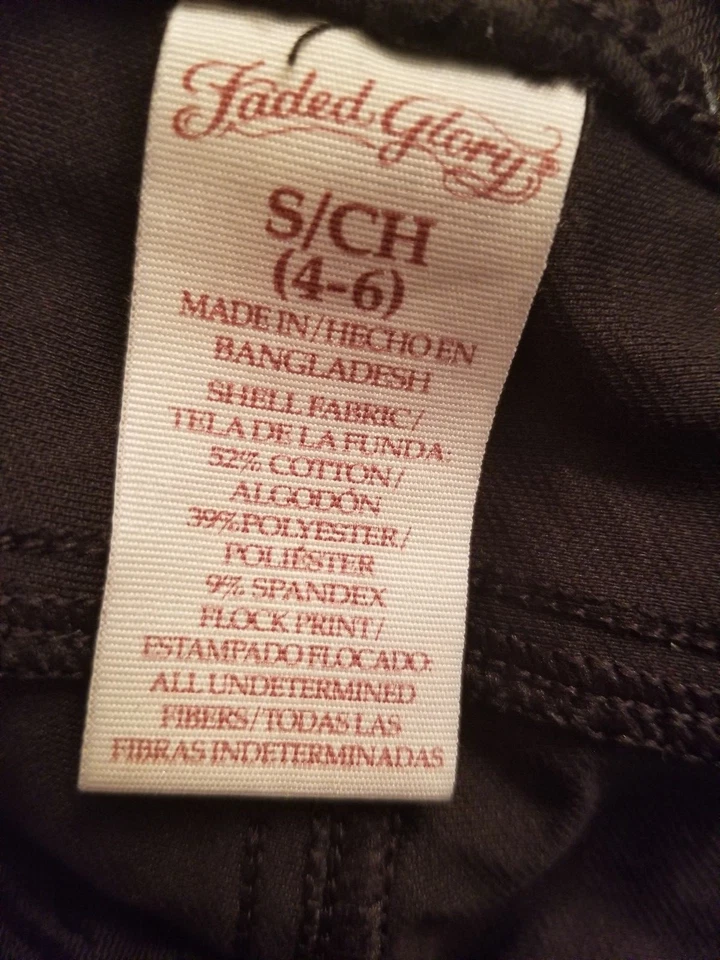 Faded Glory
S/CH
(4-6)
MADE IN/HECHO EN
BANGLADESH
SHELL FABRIC/
TELA DE LA FUNDA:
52% COTTON/
ALGODÓN
39% POLYESTER/
POLIÉSTER
9% SPANDEX
FLOCK PRINT/
ESTAMPADO FLOCADO:
ALL UNDETERMINED
FIBERS/TODAS LAS
FIBRAS INDETERMINADAS